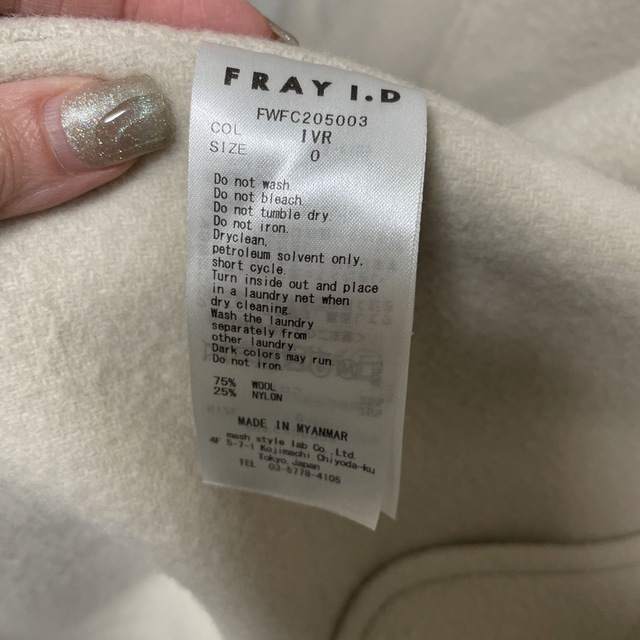 FRAY I.D
FWFC205003
COL IVR
SIZE 0
Do not wash.
Do not bleach.
Do not tumble dry.
Do not iron.
Dryclean,
petroleum solvent only,
short cycle.
Turn inside out and place
in a laundry net when
dry cleaning.
Wash the laundry
separately from
other laundry.
Dark colors may run.
Do not iron.
75% WOOL
25% NYLON
MADE IN MYANMAR
mash style lab Co.,Ltd.
4F 5-7-1 Kojimachi Chiyoda-ku
Tokyo,Japan
TEL 03-5778-4105